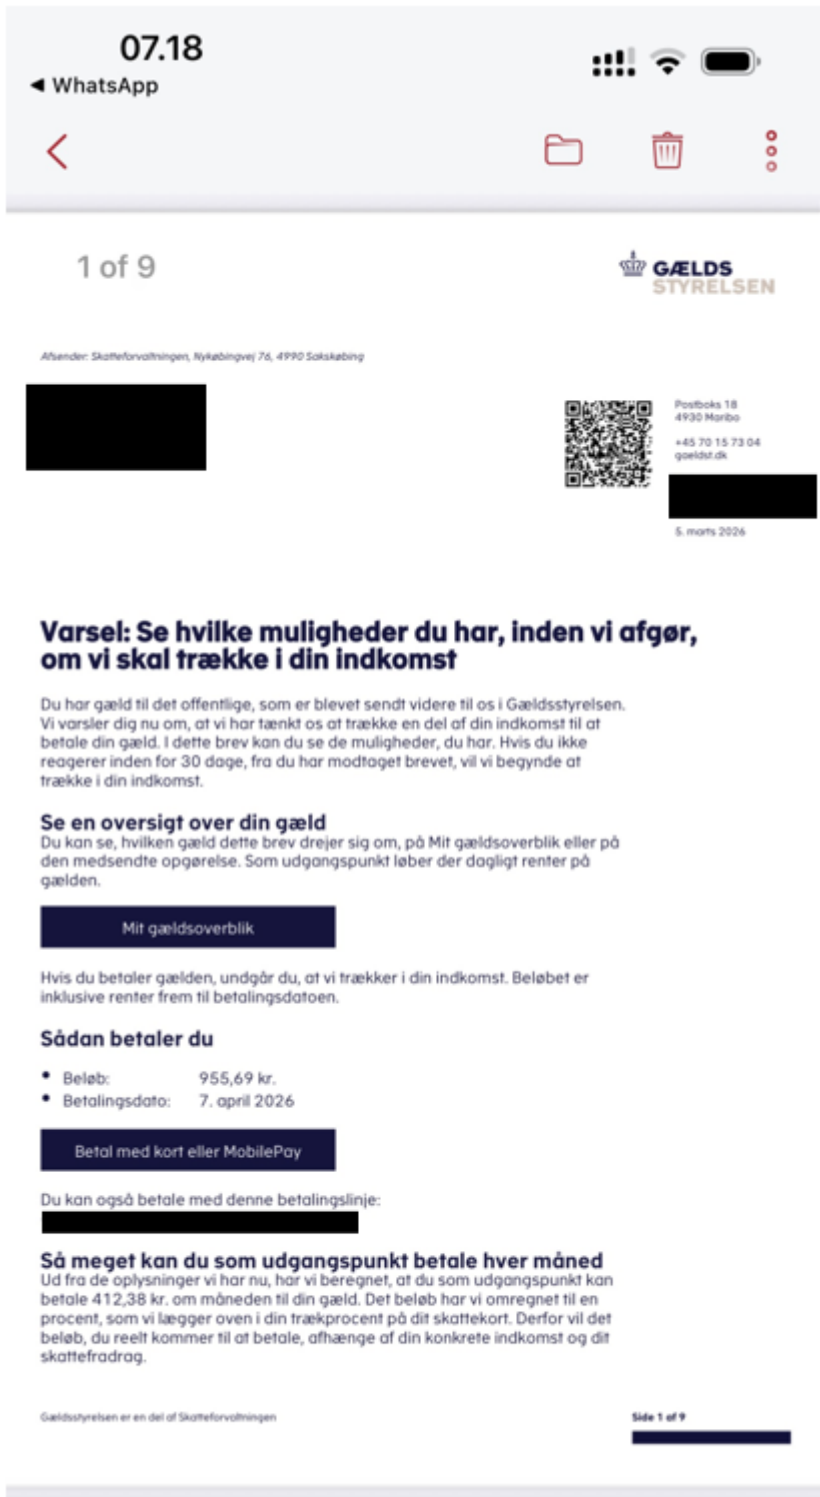 07.18
◀ WhatsApp
1 of 9
GÆLDS
STYRELSEN
Afsender: Skatteforvaltningen, Nykøbingvej 76, 4990 Sakskøbing
Postboks 18
4930 Maribo
+45 70 15 73 04
gaeldst.dk
5. marts 2026
Varsel: Se hvilke muligheder du har, inden vi afgør,
om vi skal trække i din indkomst
Du har gæld til det offentlige, som er blevet sendt videre til os i Gældsstyrelsen.
Vi varsler dig nu om, at vi har tænkt os at trække en del af din indkomst til at
betale din gæld. I dette brev kan du se de muligheder, du har. Hvis du ikke
reagerer inden for 30 dage, fra du har modtaget brevet, vil vi begynde at
trække i din indkomst.
Se en oversigt over din gæld
Du kan se, hvilken gæld dette brev drejer sig om, på Mit gældsoverblik eller på
den medsendte opgørelse. Som udgangspunkt løber der dagligt renter på
gælden.
Mit gældsoverblik
Hvis du betaler gælden, undgår du, at vi trækker i din indkomst. Beløbet er
inklusive renter frem til betalingsdatoen.
Sådan betaler du
• Beløb: 955,69 kr.
• Betalingsdato: 7. april 2026
Betal med kort eller MobilePay
Du kan også betale med denne betalingslinje:
Så meget kan du som udgangspunkt betale hver måned
Ud fra de oplysninger vi har nu, har vi beregnet, at du som udgangspunkt kan
betale 412,38 kr. om måneden til din gæld. Det beløb har vi omregnet til en
procent, som vi lægger oven i din trækprocent på dit skattekort. Derfor vil det
beløb, du reelt kommer til at betale, afhænge af din konkrete indkomst og dit
skattefradrag.
Gældsstyrelsen er en del af Skatteforvaltningen
Side 1 of 9